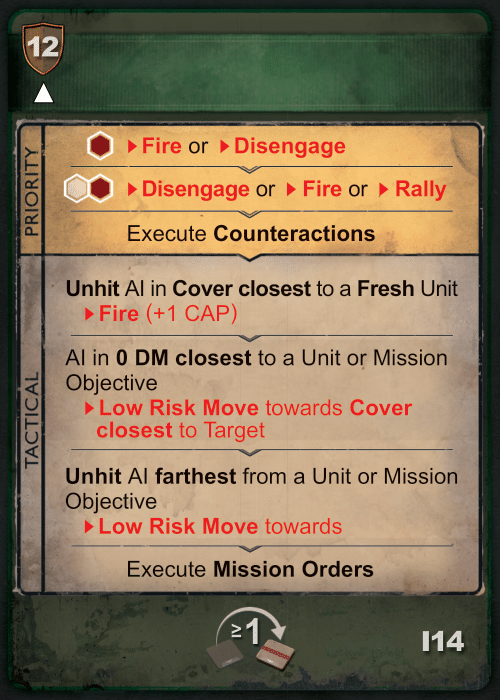 12
PRIORITY
Fire or Disengage
Disengage or Fire or Rally
Execute Counteractions
TACTICAL
Unhit AI in Cover closest to a Fresh Unit
Fire (+1 CAP)
AI in 0 DM closest to a Unit or Mission
Objective
Low Risk Move towards Cover
closest to Target
Unhit AI farthest from a Unit or Mission
Objective
Low Risk Move towards
Execute Mission Orders
≥1
I14